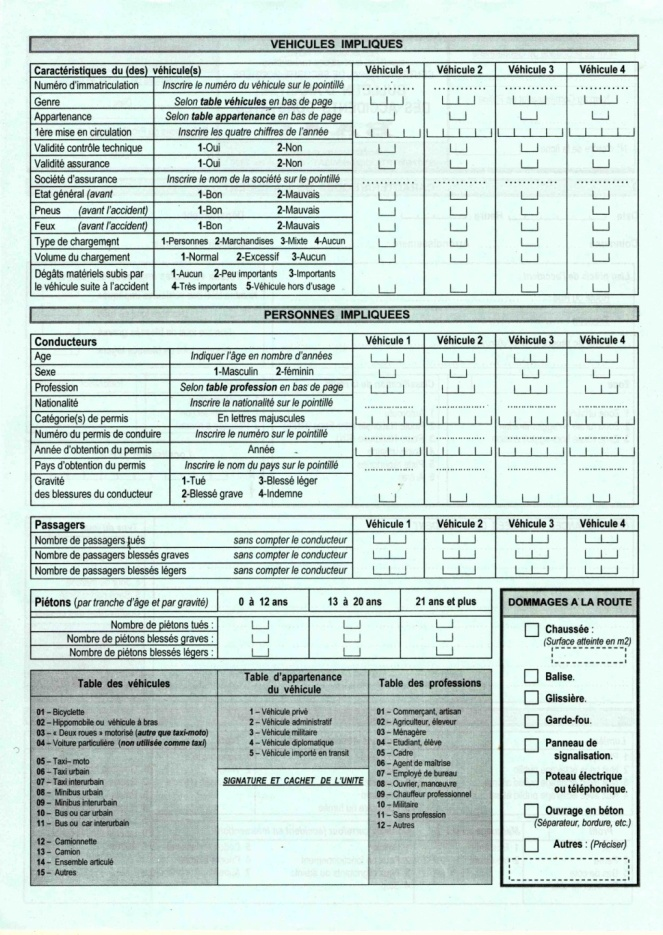 VEHICULES IMPLIQUES
Caractéristiques du (des) véhicule(s) Véhicule 1 Véhicule 2 Véhicule 3 Véhicule 4
Numéro d'immatriculation Inscrire le numéro du véhicule sur le pointillé
Genre Selon table véhicules en bas de page
Appartenance Selon table appartenance en bas de page
1ère mise en circulation Inscrire les quatre chiffres de l'année
Validité contrôle technique 1-Oui 2-Non
Validité assurance 1-Oui 2-Non
Société d'assurance Inscrire le nom de la société sur le pointillé
Etat général (avant 1-Bon 2-Mauvais
Pneus (avant l'accident) 1-Bon 2-Mauvais
Feux (avant l'accident) 1-Bon 2-Mauvais
Type de chargement 1-Personnes 2-Marchandises 3-Mixte 4-Aucun
Volume du chargement 1-Normal 2-Excessif 3-Aucun
Dégâts matériels subis par 1-Aucun 2-Peu importants 3-Importants
le véhicule suite à l'accident 4-Très importants 5-Véhicule hors d'usage
PERSONNES IMPLIQUEES
Conducteurs Véhicule 1 Véhicule 2 Véhicule 3 Véhicule 4
Age Indiquer l'âge en nombre d'années
Sexe 1-Masculin 2-féminin
Profession Selon table profession en bas de page
Nationalité Inscrire la nationalité sur le pointillé
Catégorie(s) de permis En lettres majuscules
Numéro du permis de conduire Inscrire le numéro sur le pointillé
Année d'obtention du permis Année
Pays d'obtention du permis Inscrire le nom du pays sur le pointillé
Gravité 1-Tué 3-Blessé léger
des blessures du conducteur 2-Blessé grave 4-Indemne
Passagers Véhicule 1 Véhicule 2 Véhicule 3 Véhicule 4
Nombre de passagers tués sans compter le conducteur
Nombre de passagers blessés graves sans compter le conducteur
Nombre de passagers blessés légers sans compter le conducteur
Piétons (par tranche d'âge et par gravité) 0 à 12 ans 13 à 20 ans 21 ans et plus
Nombre de piétons tués :
Nombre de piétons blessés graves :
Nombre de piétons blessés légers :
Table des véhicules
01 – Bicyclette
02 – Hippomobile ou véhicule à bras
03 – « Deux roues » motorisé (autre que taxi-moto)
04 – Voiture particulière (non utilisée comme taxi)
05 – Taxi– moto
06 – Taxi urbain
07 – Taxi interurbain
08 – Minibus urbain
09 – Minibus interurbain
10 – Bus ou car urbain
11 – Bus ou car interurbain
12 – Camionnette
13 – Camion
14 – Ensemble articulé
15 – Autres
Table d'appartenance
du véhicule
1 – Véhicule privé
2 – Véhicule administratif
3 – Véhicule militaire
4 – Véhicule diplomatique
5 – Véhicule importé en transit
SIGNATURE ET CACHET DE L'UNITE
Table des professions
01 – Commerçant, artisan
02 – Agriculteur, éleveur
03 – Ménagère
04 – Etudiant, élève
05 – Cadre
06 – Agent de maîtrise
07 – Employé de bureau
08 – Ouvrier, manœuvre
09 – Chauffeur professionnel
10 – Militaire
11 – Sans profession
12 – Autres
DOMMAGES A LA ROUTE
Chaussée :
(Surface atteinte en m2)
Balise.
Glissière.
Garde-fou.
Panneau de
signalisation.
Poteau électrique
ou téléphonique.
Ouvrage en béton
(Séparateur, bordure, etc.)
Autres : (Préciser)